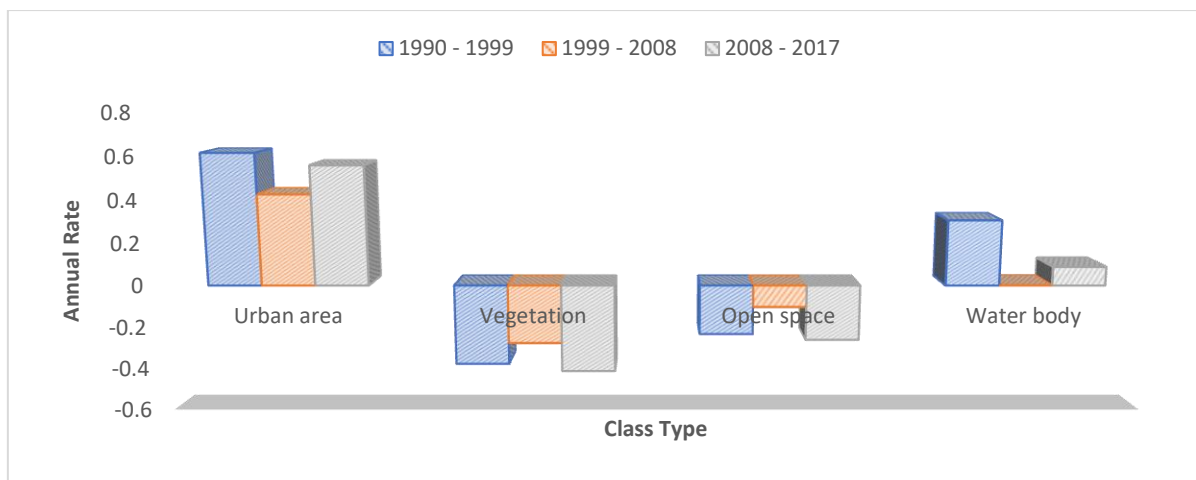 1990 - 1999 1999 - 2008 2008 - 2017
0.8
0.6
0.4
0.2
0
-0.2
-0.4
-0.6
Annual Rate
Urban area Vegetation Open space Water body
Class Type